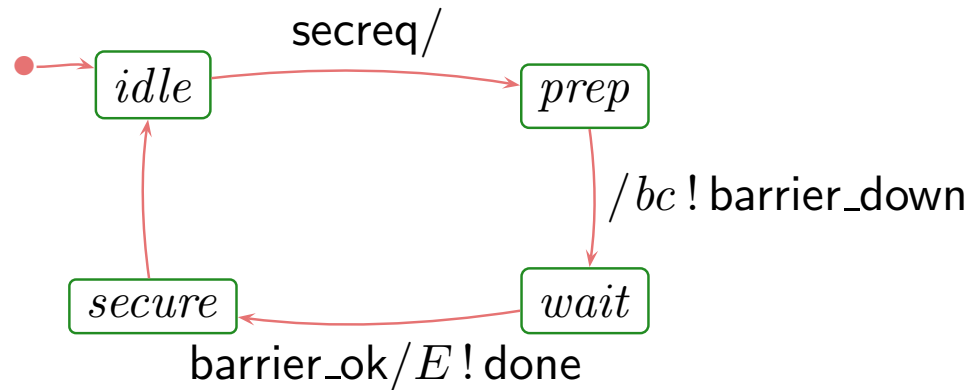 secreq/
idle
prep
/bc ! barrier_down
secure
wait
barrier_ok/E ! done